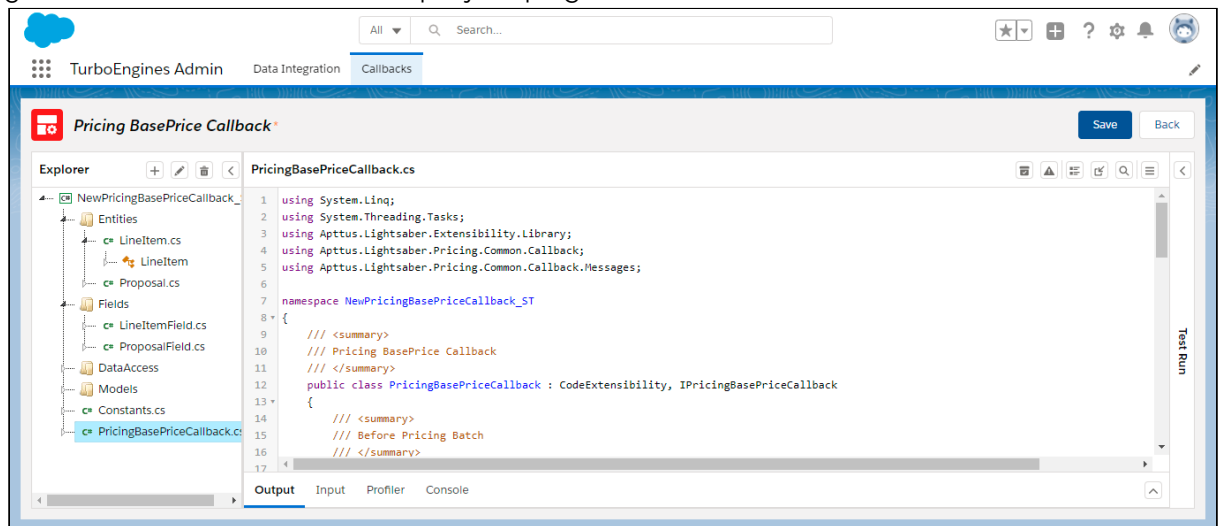 All
Search...
TurboEngines Admin
Data Integration
Callbacks
Pricing BasePrice Callback*
Save
Back
Explorer
NewPricingBasePriceCallback_
Entities
LineItem.cs
LineItem
Proposal.cs
Fields
LineItemField.cs
ProposalField.cs
DataAccess
Models
Constants.cs
PricingBasePriceCallback.c
PricingBasePriceCallback.cs
1 using System.Linq;
2 using System.Threading.Tasks;
3 using Apttus.Lightsaber.Extensibility.Library;
4 using Apttus.Lightsaber.Pricing.Common.Callback;
5 using Apttus.Lightsaber.Pricing.Common.Callback.Messages;
6
7 namespace NewPricingBasePriceCallback_ST
8 {
9 /// <summary>
10 /// Pricing BasePrice Callback
11 /// </summary>
12 public class PricingBasePriceCallback : CodeExtensibility, IPricingBasePriceCallback
13 {
14 /// <summary>
15 /// Before Pricing Batch
16 /// </summary>
17
Test Run
Output
Input
Profiler
Console